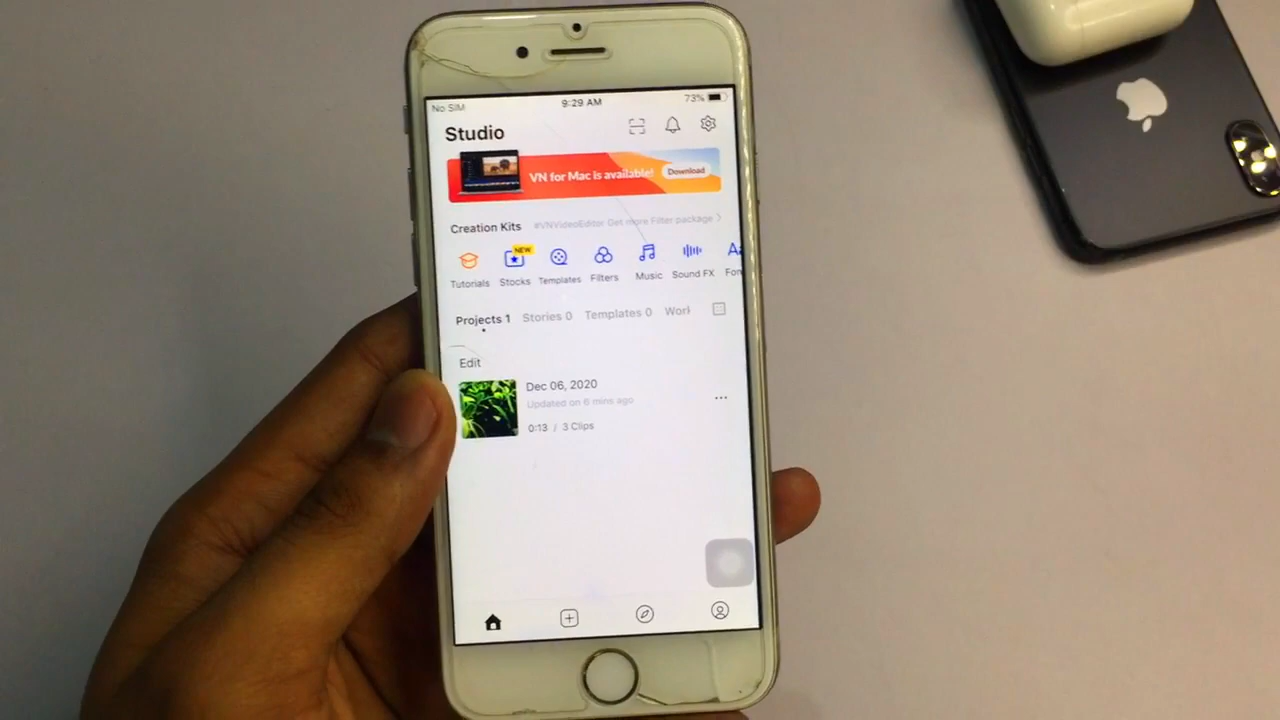 No SIM 9:29 AM 73%
Studio
VN for Mac is available! Download
Creation Kits #VNVideoEditor Get more Filter package >
NEW
Tutorials Stocks Templates Filters Music Sound FX Fon
Projects 1 Stories 0 Templates 0 Work
Edit
Dec 06, 2020
Updated on 6 mins ago
0:13 / 3 Clips